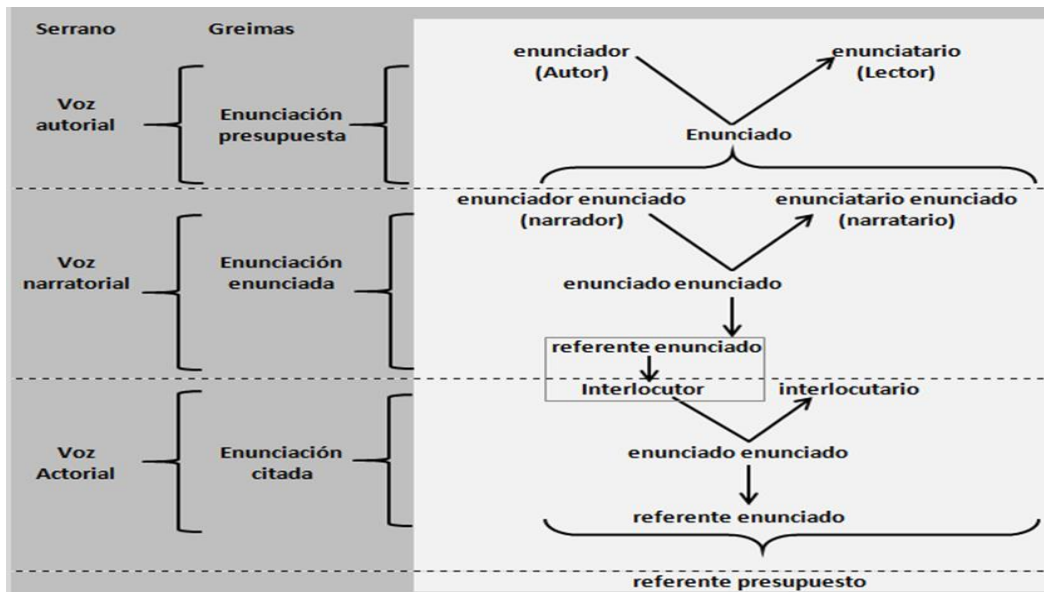 Serrano Greimas
enunciador enunciatario
(Autor) (Lector)
Voz
autorial
Enunciación
presupuesta
Enunciado
enunciador enunciado enunciatario enunciado
(narrador) (narratario)
Voz
narratorial
Enunciación
enunciada
enunciado enunciado
referente enunciado
Interlocutor interlocutario
Voz
Actorial
Enunciación
citada
enunciado enunciado
referente enunciado
referente presupuesto